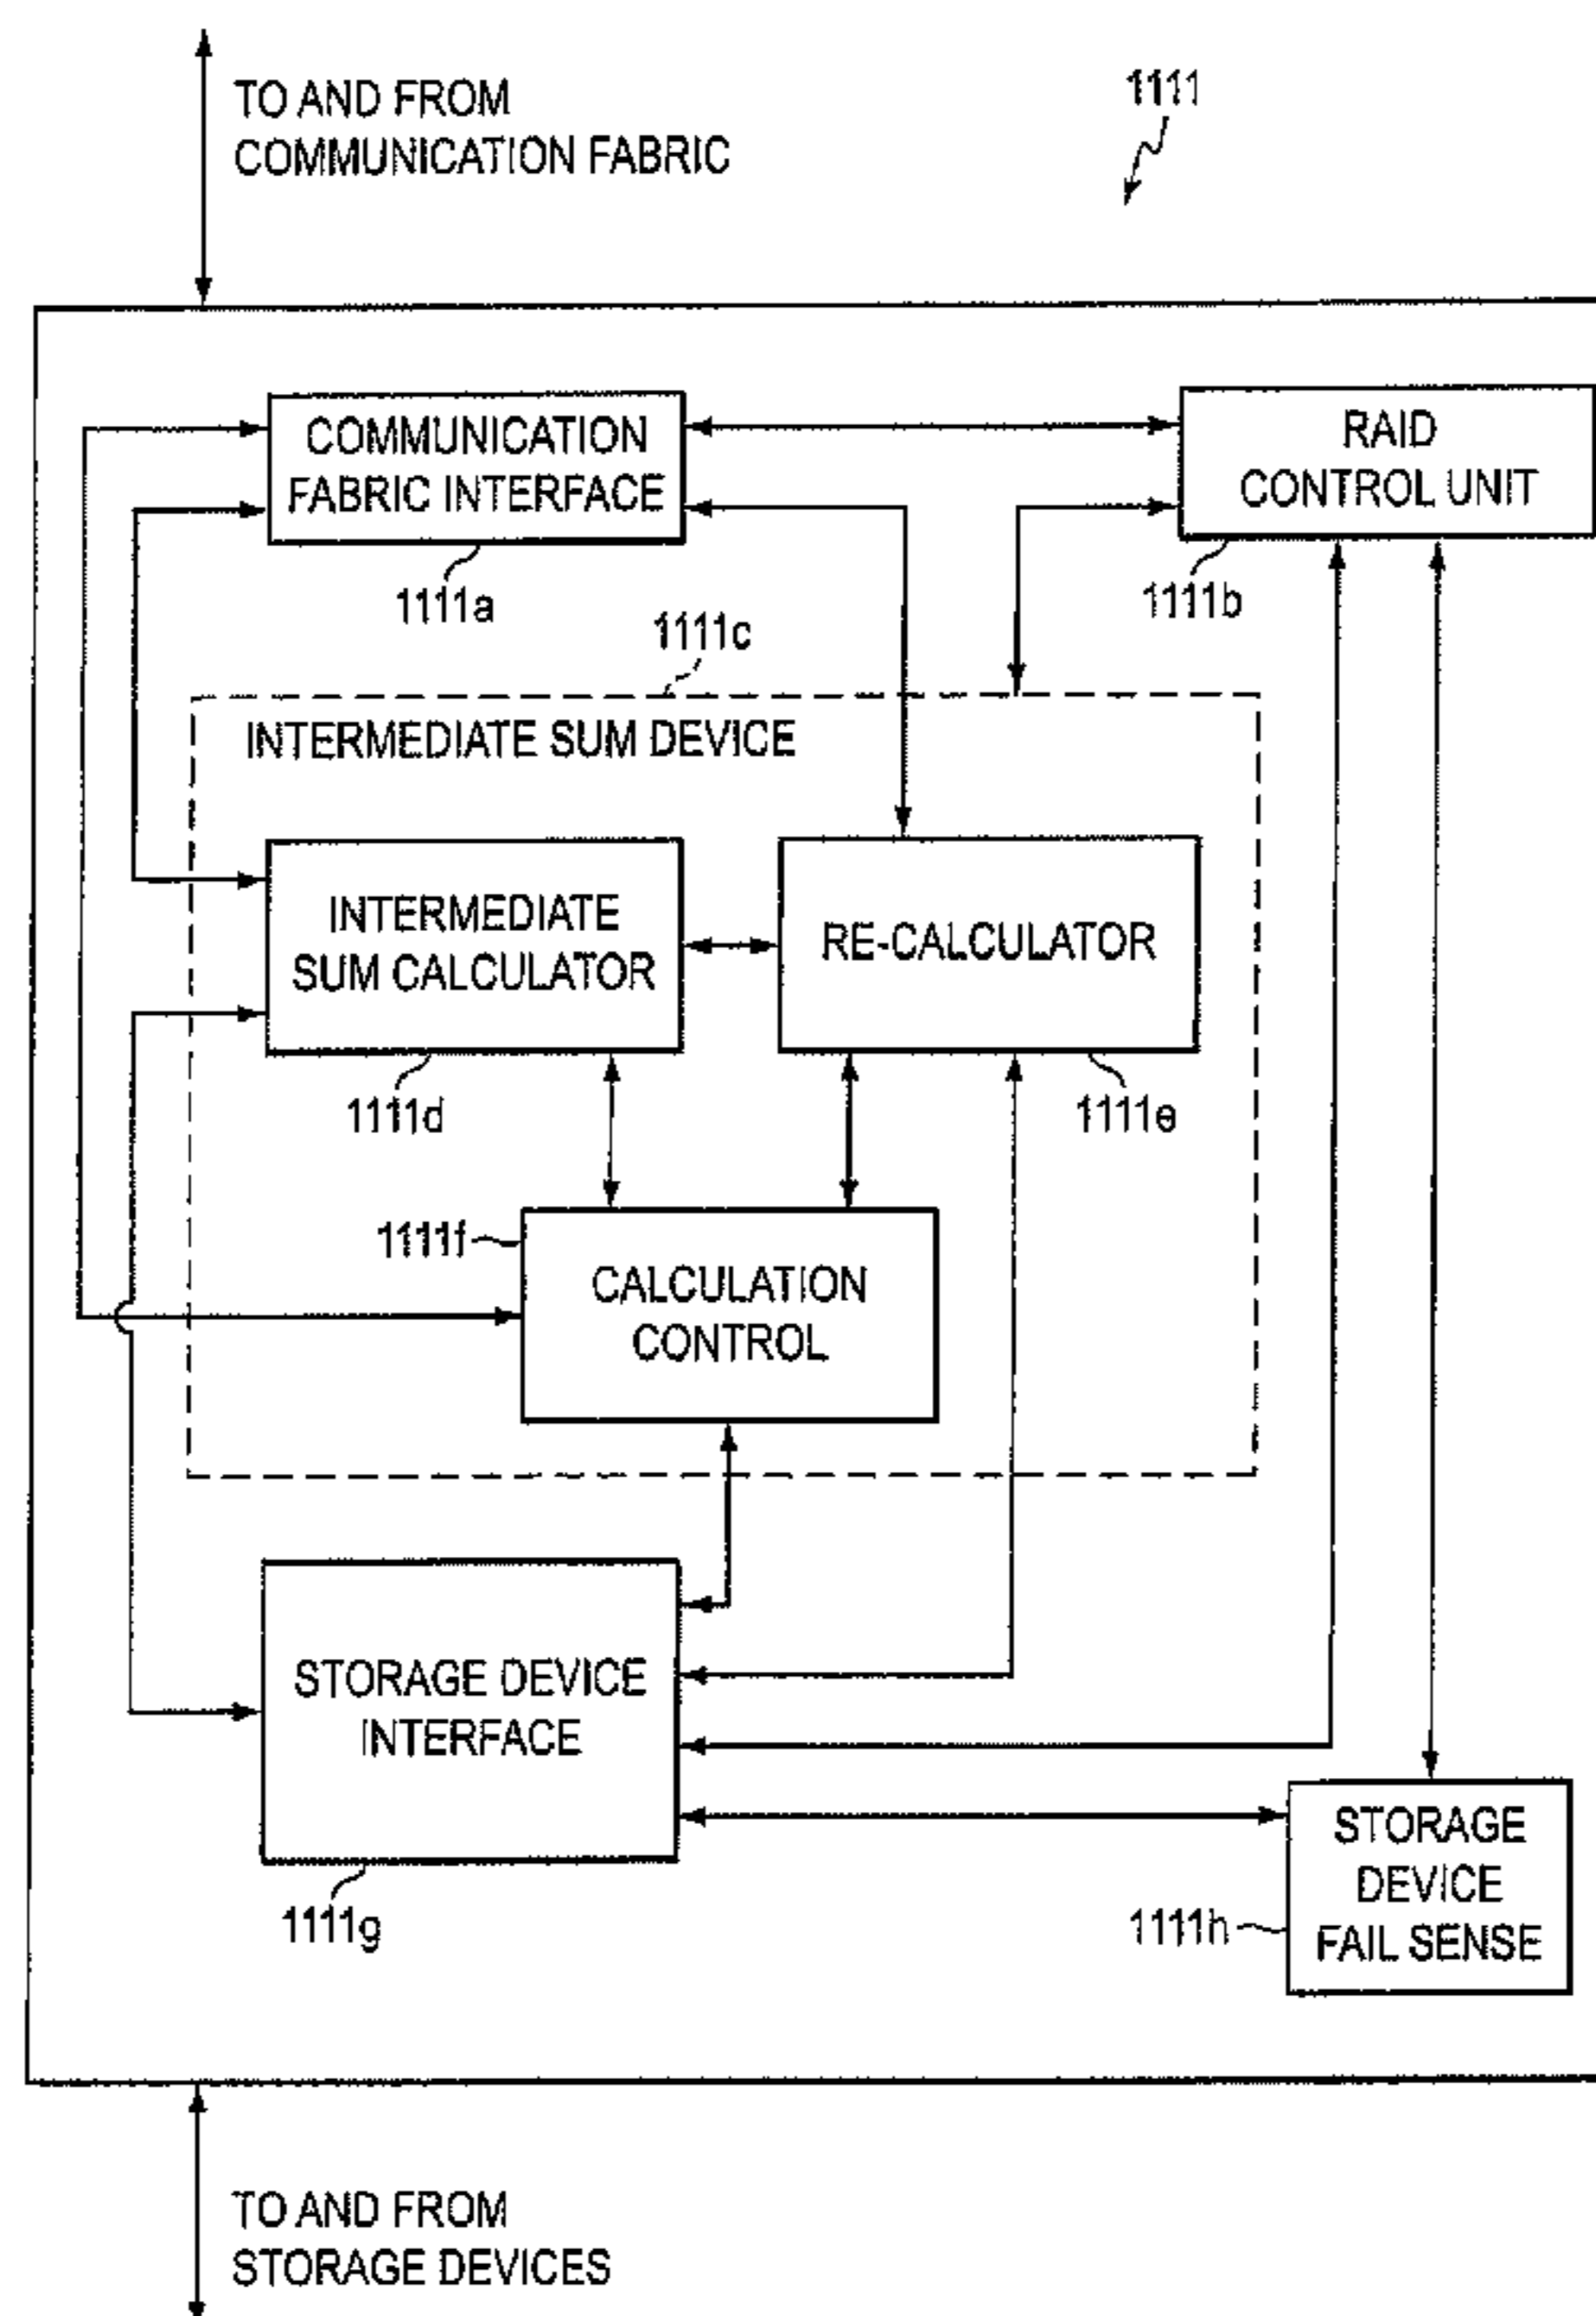 TO AND FROM
COMMUNICATION FABRIC
1111
COMMUNICATION
FABRIC INTERFACE
1111a
RAID
CONTROL UNIT
1111b
1111c
INTERMEDIATE SUM DEVICE
INTERMEDIATE
SUM CALCULATOR
1111d
RE-CALCULATOR
1111e
1111f
CALCULATION
CONTROL
STORAGE DEVICE
INTERFACE
1111g
STORAGE
DEVICE
FAIL SENSE
1111h
TO AND FROM
STORAGE DEVICES